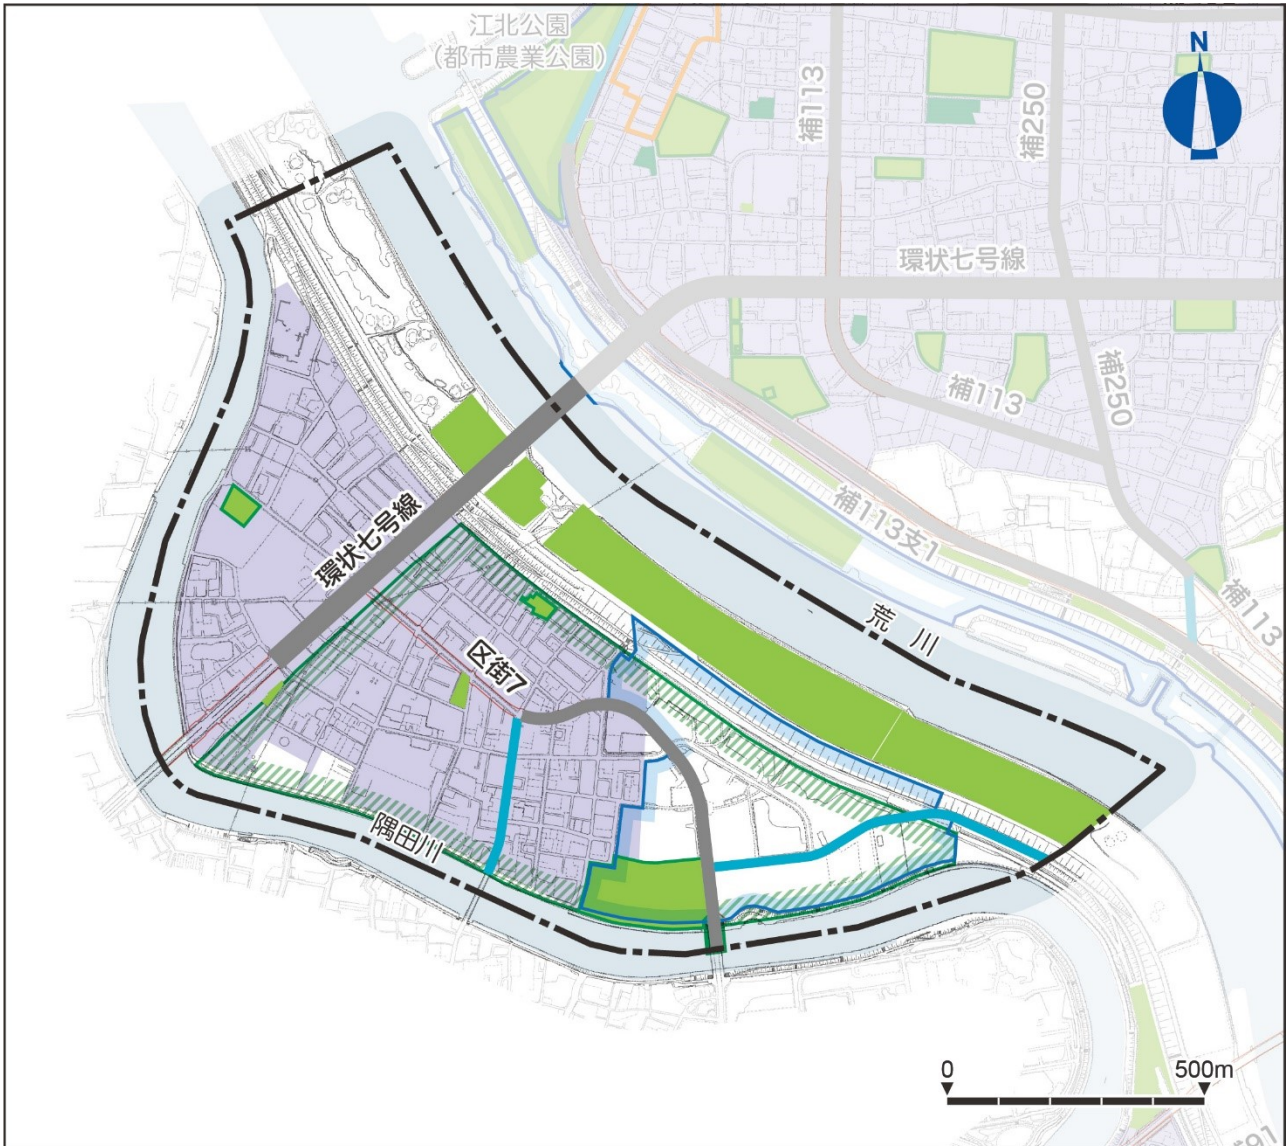 江北公園
(都市農業公園)
N
補113
補250
環状七号線
補250
補113
補113支1
補113
環状七号線
荒 川
区街7
隅田川
0
500m